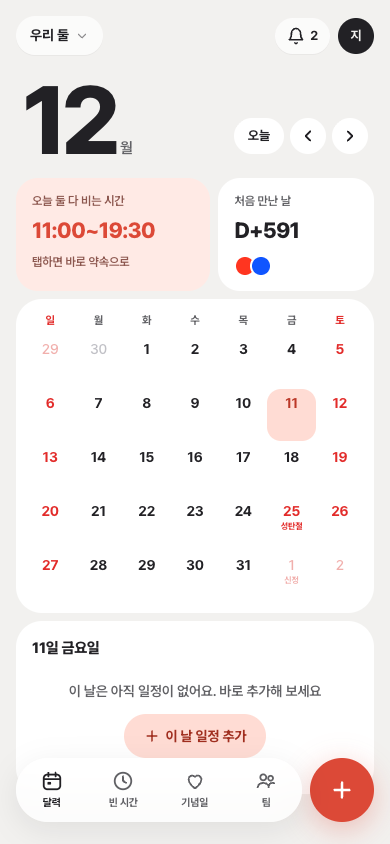 우리 둘
2
지
12월
오늘
오늘 둘 다 비는 시간
11:00~19:30
탭하면 바로 약속으로
처음 만난 날
D+591
일 월 화 수 목 금 토
29 30 1 2 3 4 5
6 7 8 9 10 11 12
13 14 15 16 17 18 19
20 21 22 23 24 25 26
성탄절
27 28 29 30 31 1 2
신정
11일 금요일
이 날은 아직 일정이 없어요. 바로 추가해 보세요
+ 이 날 일정 추가
달력 빈 시간 기념일 팀